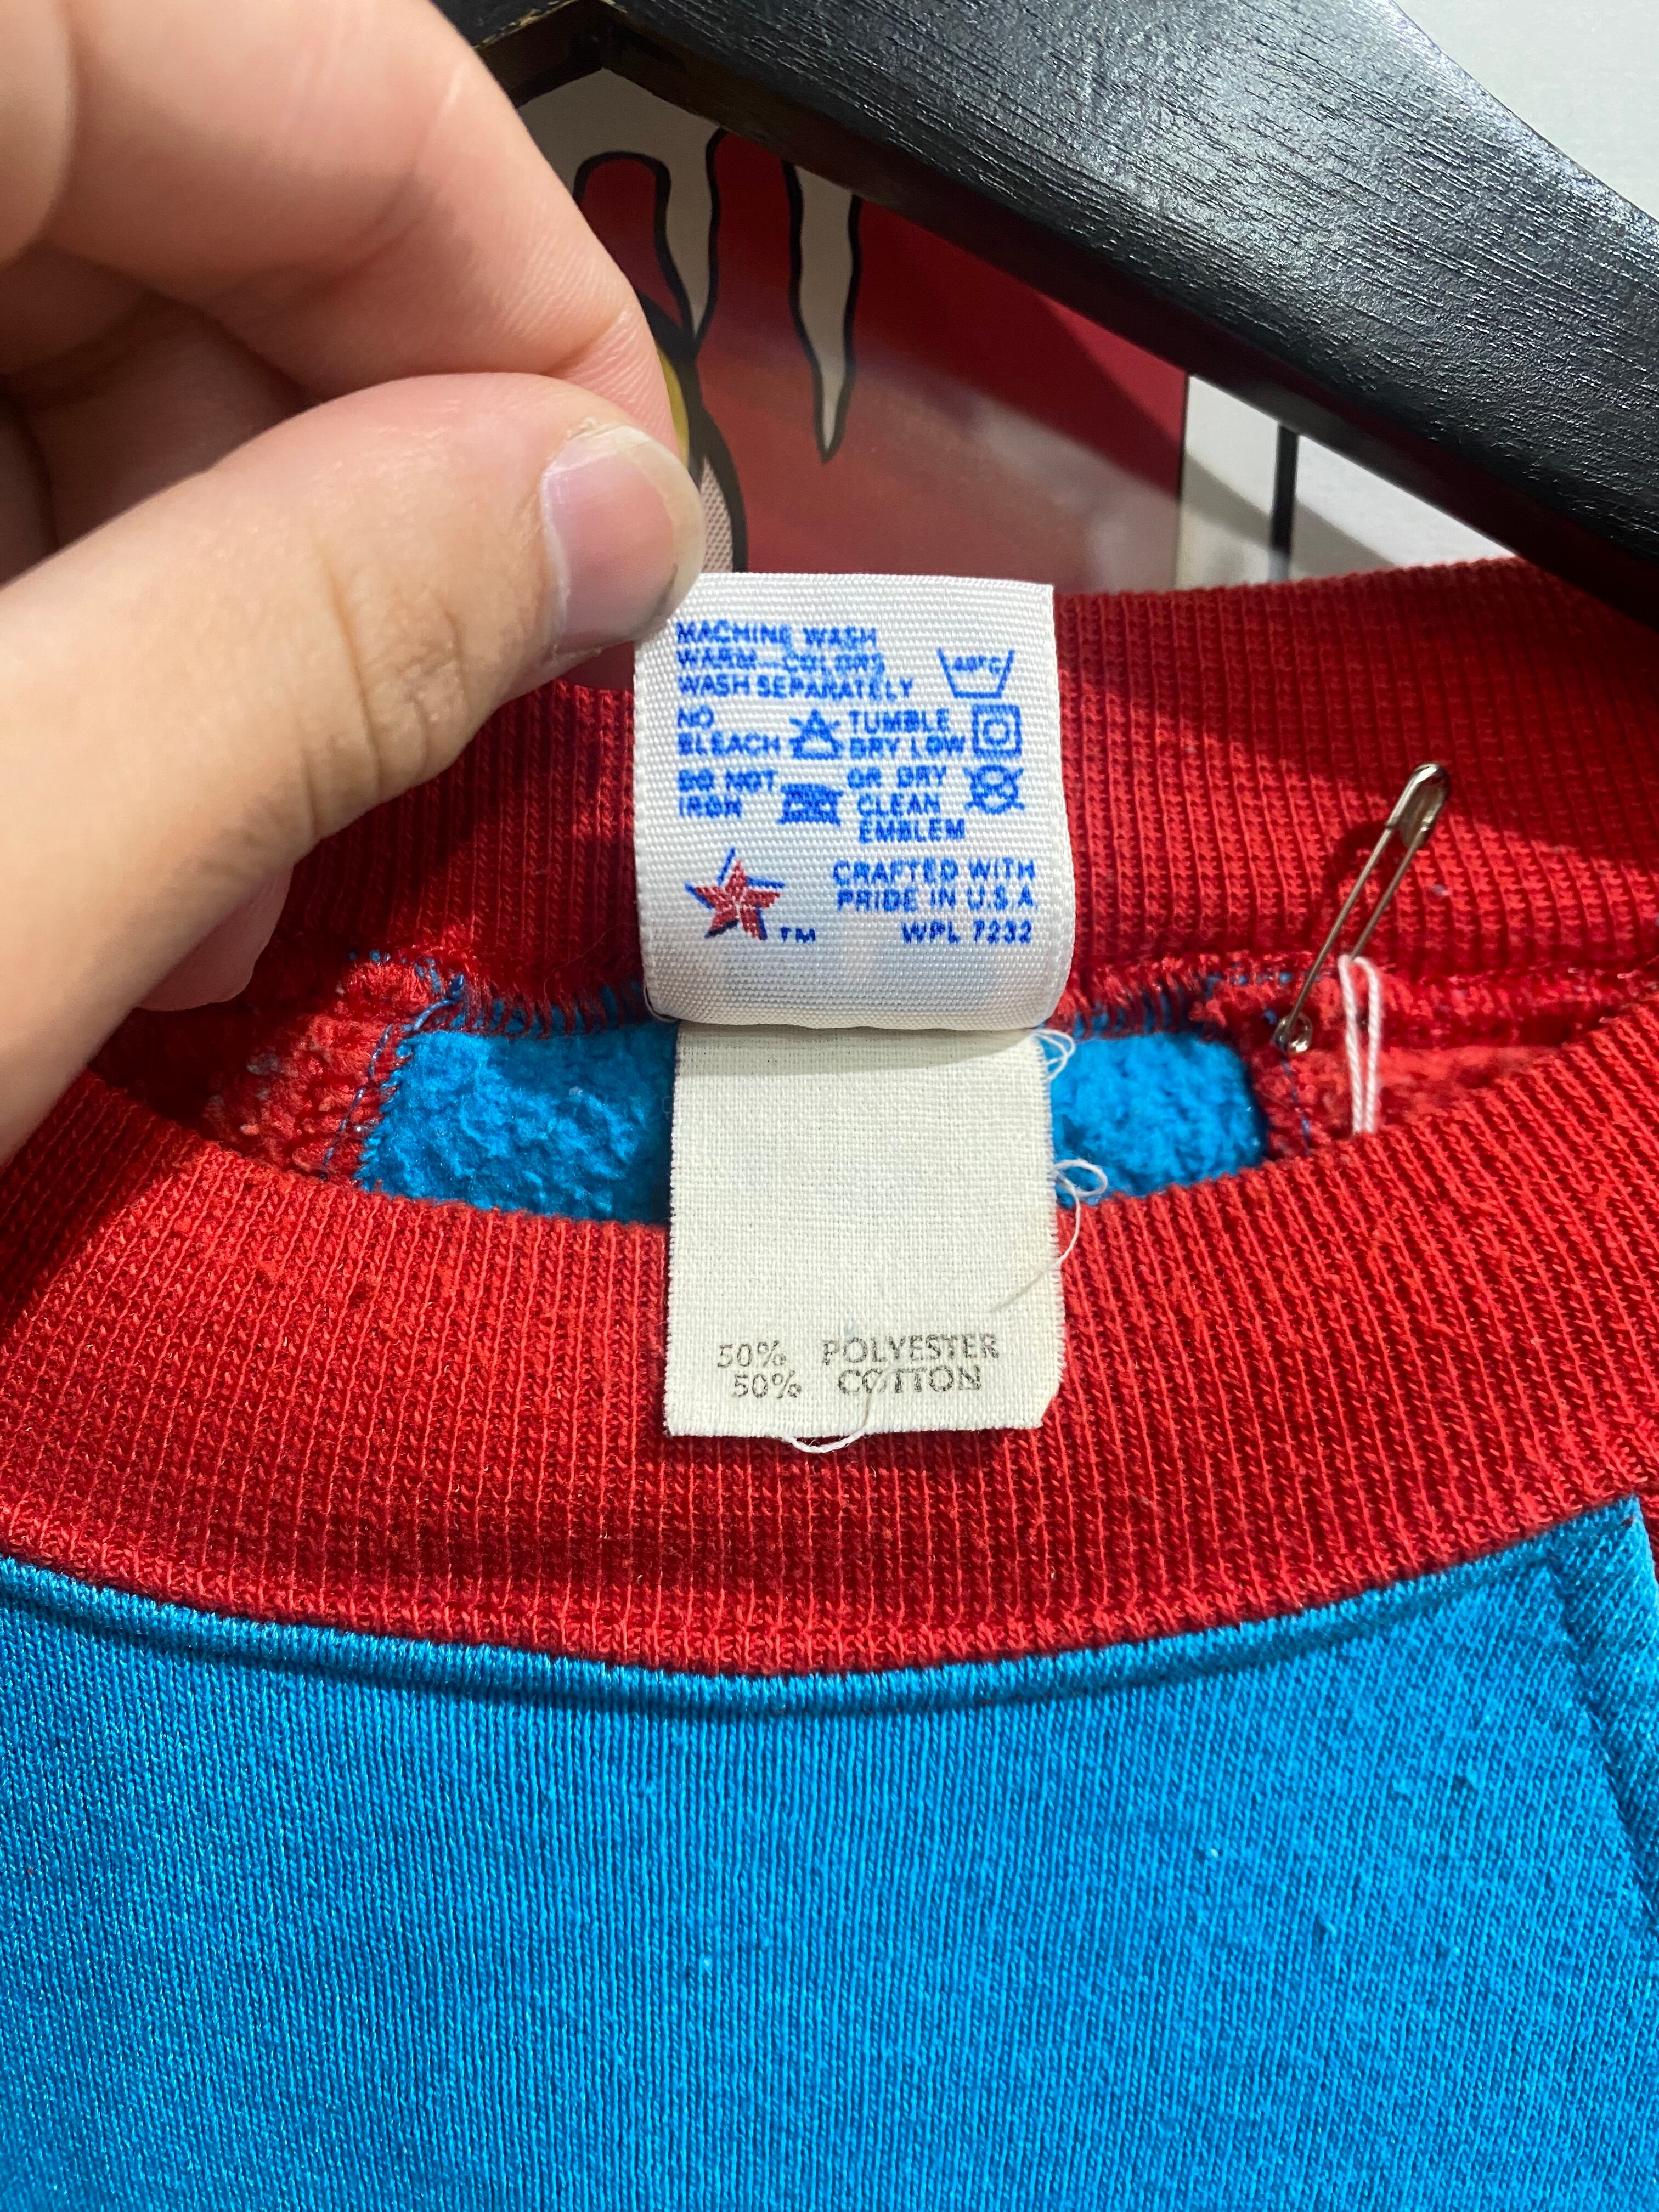 MACHINE WASH
WARM—COLORS
WASH SEPARATELY
40°C
NO
BLEACH
TUMBLE
DRY LOW
DO NOT
IRON
OR DRY
CLEAN
EMBLEM
CRAFTED WITH
PRIDE IN U.S.A
TM
WPL 7232
50% POLYESTER
50% COTTON